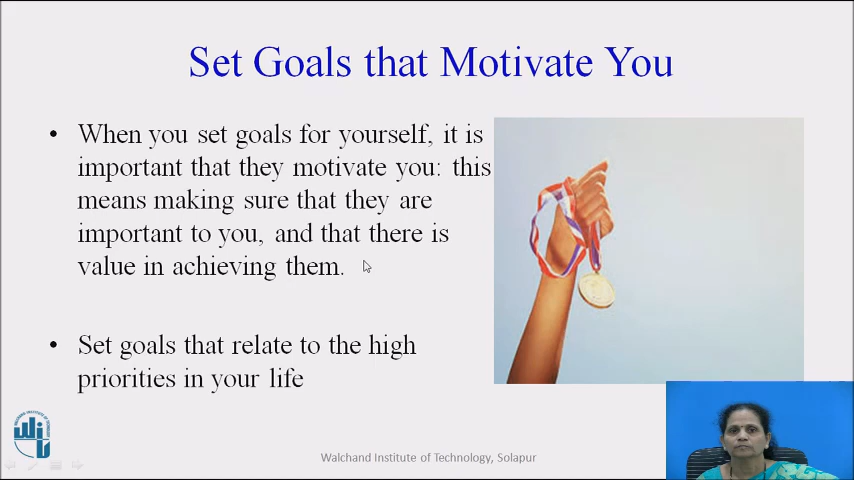 Set Goals that Motivate You
• When you set goals for yourself, it is
important that they motivate you: this
means making sure that they are
important to you, and that there is
value in achieving them.
• Set goals that relate to the high
priorities in your life
WIT
Walchand Institute of Technology, Solapur